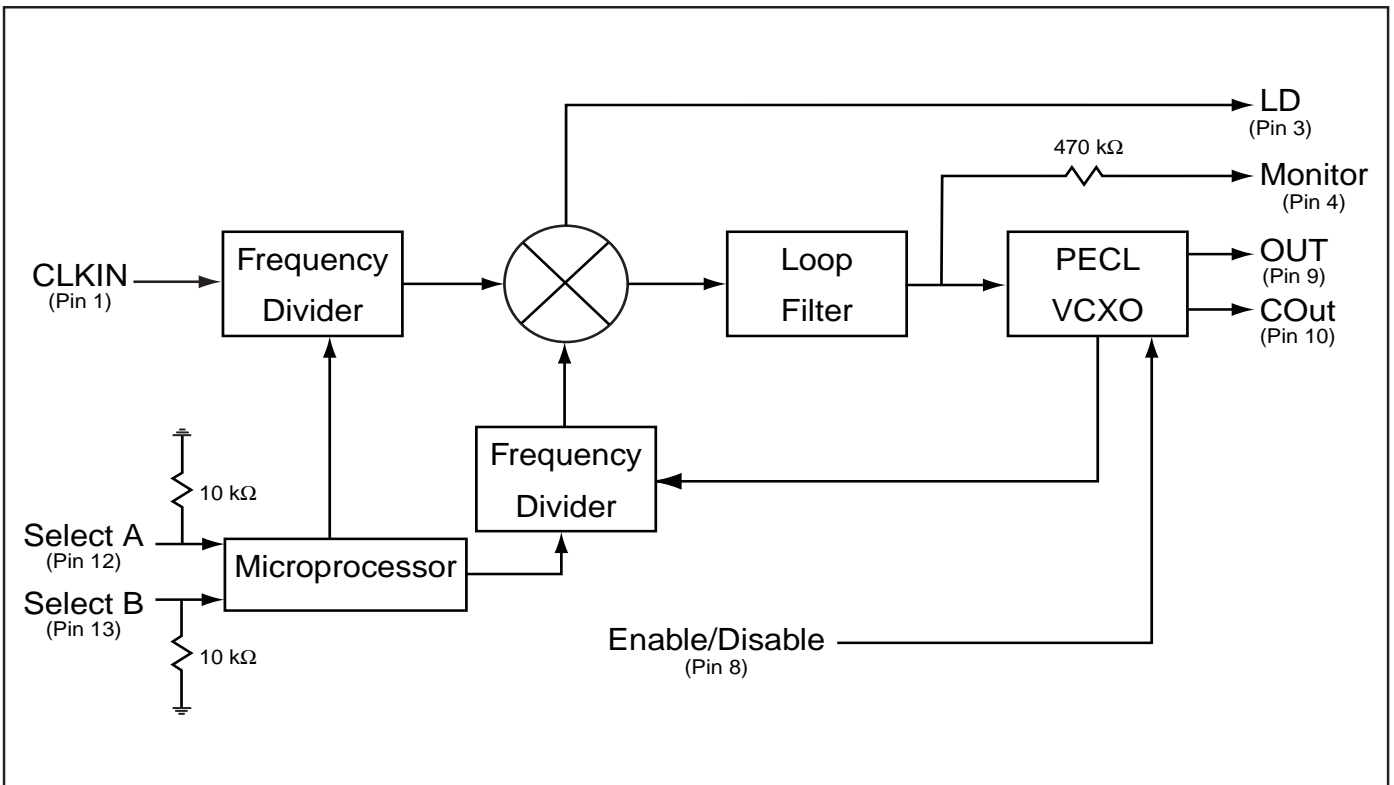 LD
(Pin 3)
470 kΩ
Monitor
(Pin 4)
CLKIN
(Pin 1)
Frequency
Divider
Loop
Filter
PECL
VCXO
OUT
(Pin 9)
COut
(Pin 10)
Frequency
Divider
10 kΩ
Select A
(Pin 12)
Microprocessor
Select B
(Pin 13)
10 kΩ
Enable/Disable
(Pin 8)